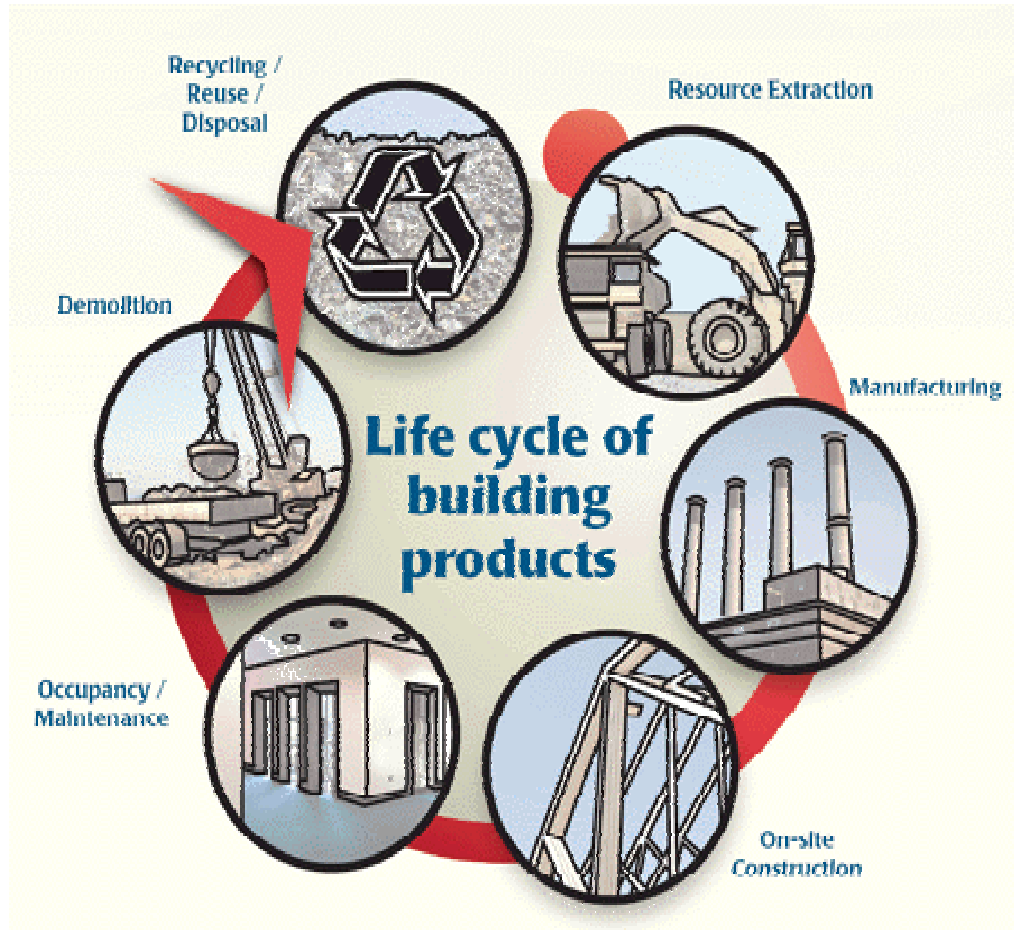 Life cycle of
building
products
Resource Extraction
Manufacturing
On-site
Construction
Occupancy /
Maintenance
Demolition
Recycling /
Reuse /
Disposal